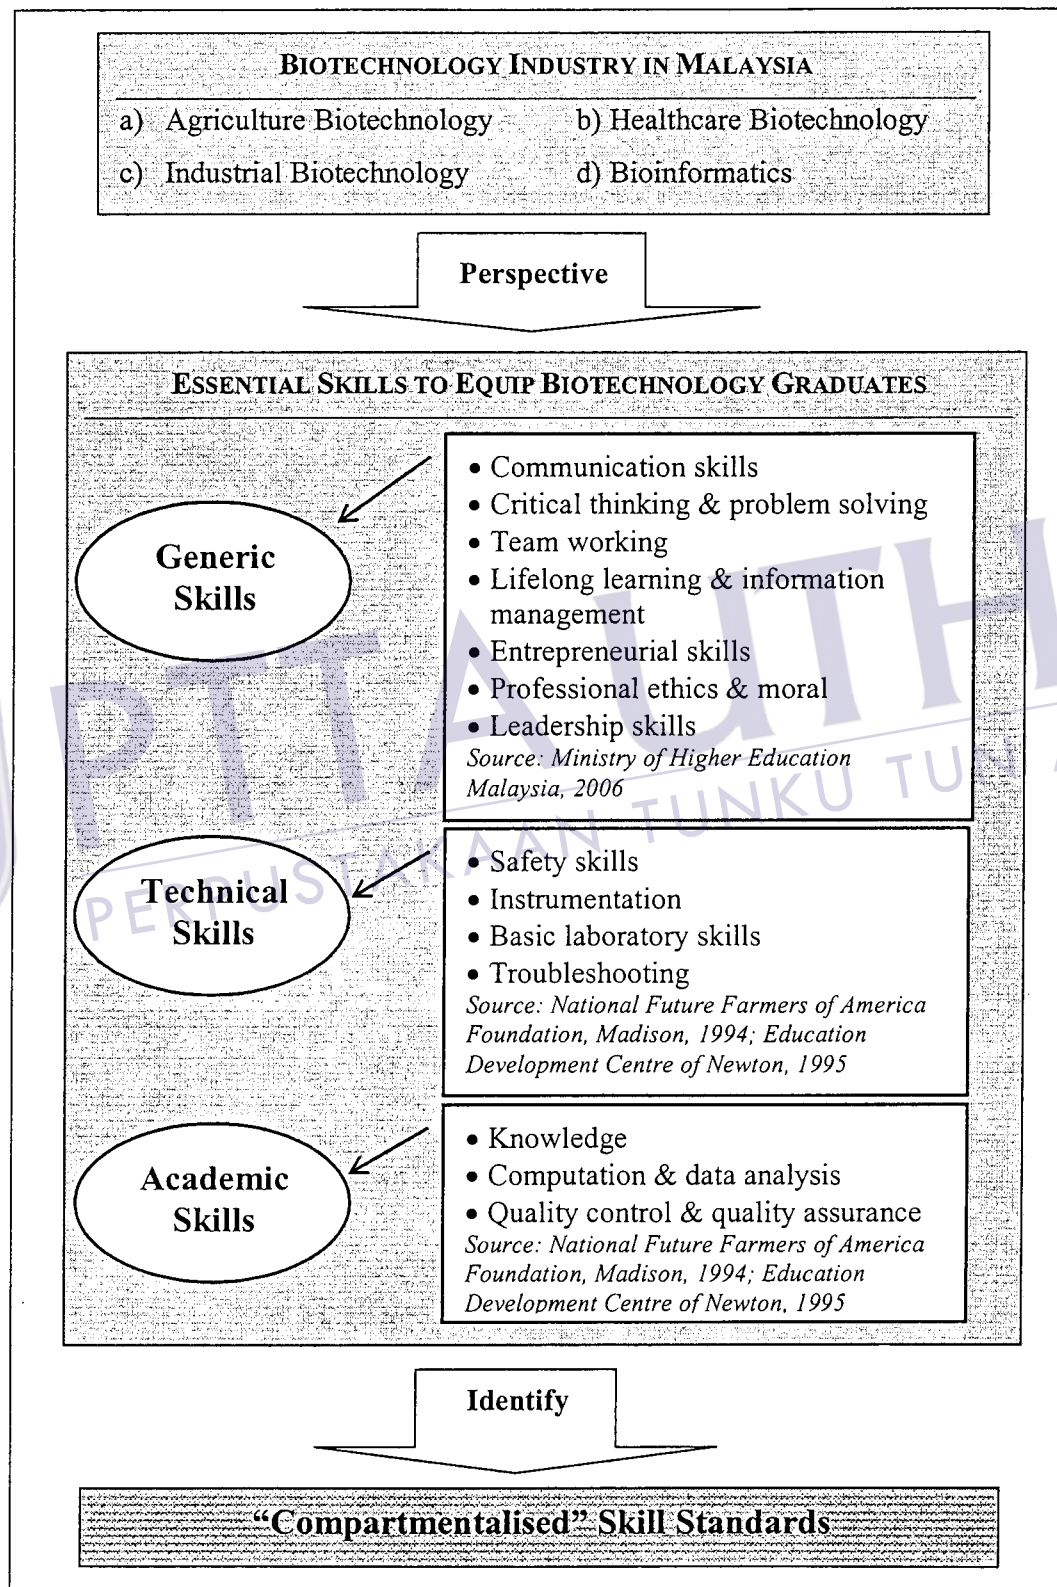 BIOTECHNOLOGY INDUSTRY IN MALAYSIA
a) Agriculture Biotechnology b) Healthcare Biotechnology
c) Industrial Biotechnology d) Bioinformatics
Perspective
ESSENTIAL SKILLS TO EQUIP BIOTECHNOLOGY GRADUATES
Generic
Skills
• Communication skills
• Critical thinking & problem solving
• Team working
• Lifelong learning & information
management
• Entrepreneurial skills
• Professional ethics & moral
• Leadership skills
Source: Ministry of Higher Education
Malaysia, 2006
Technical
Skills
• Safety skills
• Instrumentation
• Basic laboratory skills
• Troubleshooting
Source: National Future Farmers of America
Foundation, Madison, 1994; Education
Development Centre of Newton, 1995
Academic
Skills
• Knowledge
• Computation & data analysis
• Quality control & quality assurance
Source: National Future Farmers of America
Foundation, Madison, 1994; Education
Development Centre of Newton, 1995
Identify
“Compartmentalised” Skill Standards
PTTAUTH
PERPUSTAKAAN TUNKU TUN